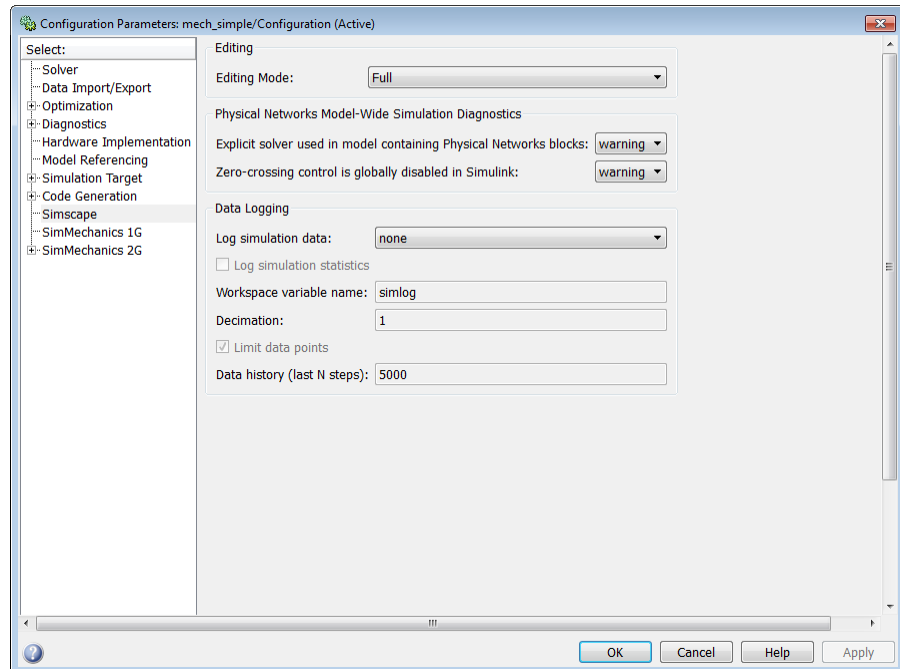 Configuration Parameters: mech_simple/Configuration (Active)
Select:
Solver
Data Import/Export
Optimization
Diagnostics
Hardware Implementation
Model Referencing
Simulation Target
Code Generation
Simscape
SimMechanics 1G
SimMechanics 2G
Editing
Editing Mode: Full
Physical Networks Model-Wide Simulation Diagnostics
Explicit solver used in model containing Physical Networks blocks: warning
Zero-crossing control is globally disabled in Simulink: warning
Data Logging
Log simulation data: none
Log simulation statistics
Workspace variable name: simlog
Decimation: 1
Limit data points
Data history (last N steps): 5000
? OK Cancel Help Apply